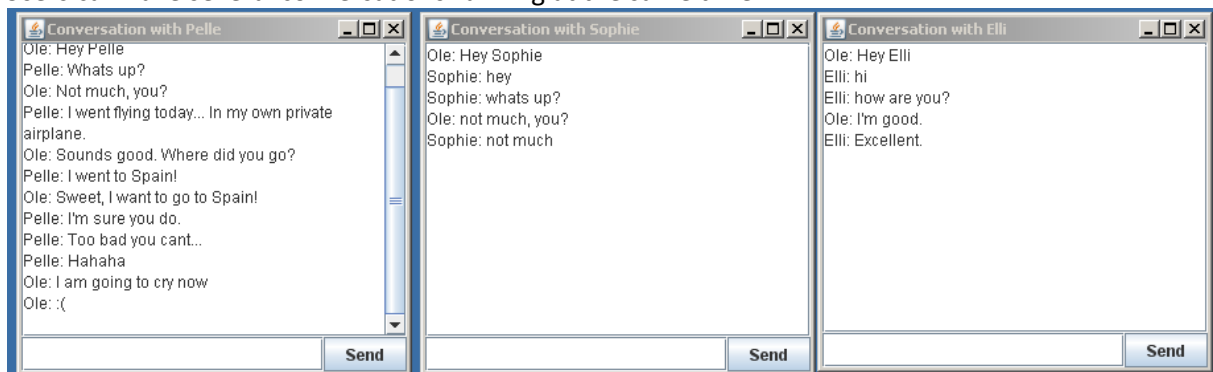 Conversation with Pelle
Ole: Hey Pelle
Pelle: Whats up?
Ole: Not much, you?
Pelle: I went flying today... In my own private
airplane.
Ole: Sounds good. Where did you go?
Pelle: I went to Spain!
Ole: Sweet, I want to go to Spain!
Pelle: I'm sure you do.
Pelle: Too bad you cant...
Pelle: Hahaha
Ole: I am going to cry now
Ole: :(
Send
Conversation with Sophie
Ole: Hey Sophie
Sophie: hey
Sophie: whats up?
Ole: not much, you?
Sophie: not much
Send
Conversation with Elli
Ole: Hey Elli
Elli: hi
Elli: how are you?
Ole: I'm good.
Elli: Excellent.
Send